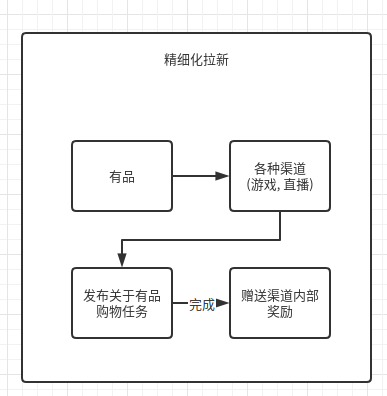 精细化拉新
有品
各种渠道
(游戏, 直播)
发布关于有品
购物任务
完成
赠送渠道内部
奖励